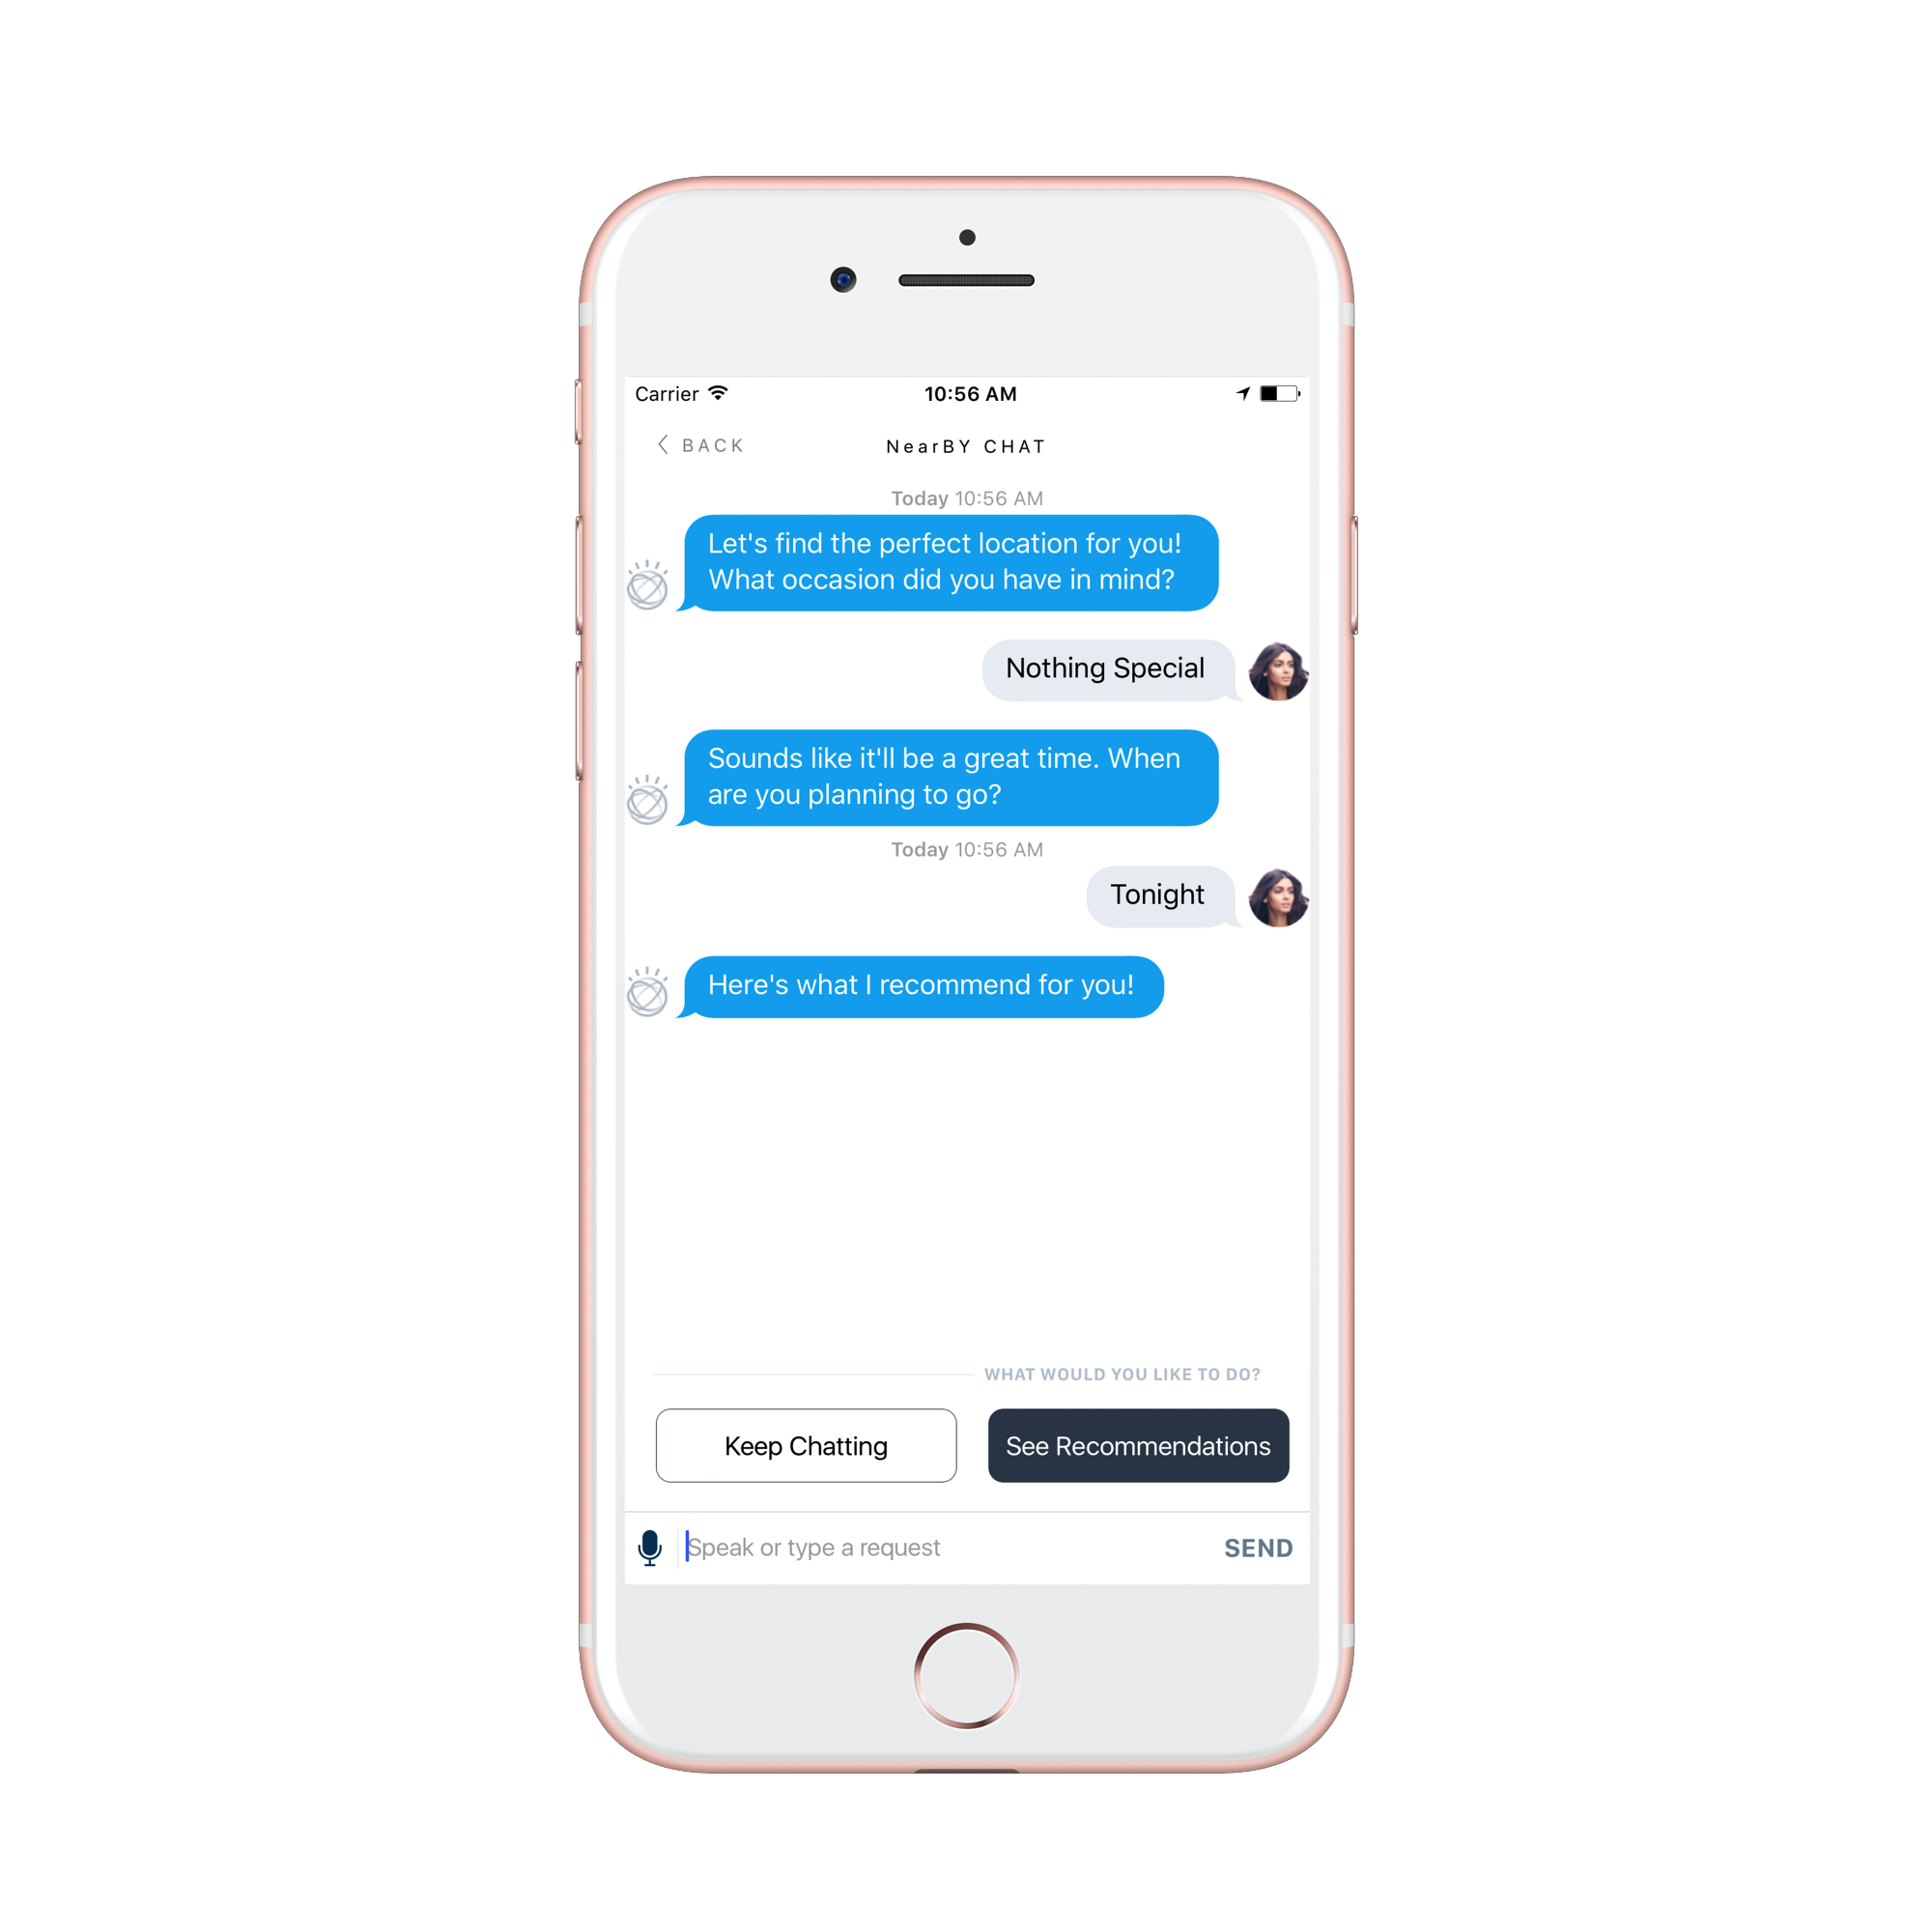 Carrier 10:56 AM
BACK NearBY CHAT
Today 10:56 AM
Let's find the perfect location for you!
What occasion did you have in mind?
Nothing Special
Sounds like it'll be a great time. When
are you planning to go?
Today 10:56 AM
Tonight
Here's what I recommend for you!
WHAT WOULD YOU LIKE TO DO?
Keep Chatting See Recommendations
Speak or type a request SEND